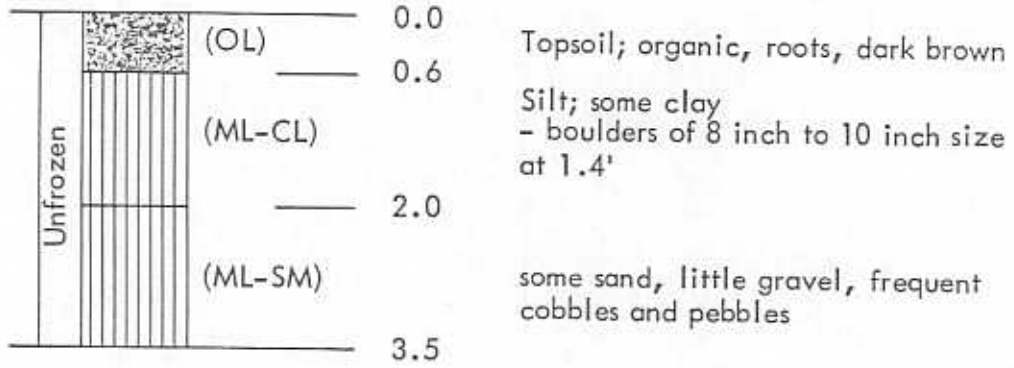 Unfrozen
0.0
(OL)
Topsoil; organic, roots, dark brown
0.6
(ML-CL)
Silt; some clay
- boulders of 8 inch to 10 inch size
at 1.4'
2.0
(ML-SM)
some sand, little gravel, frequent
cobbles and pebbles
3.5